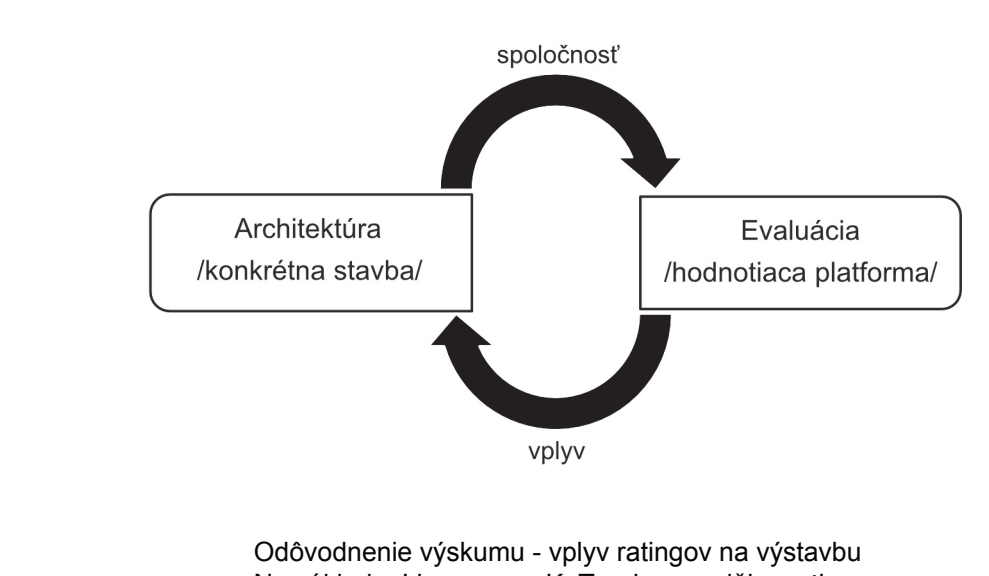 spoločnosť
Architektúra
/konkrétna stavba/
Evaluácia
/hodnotiaca platforma/
vplyv
Odôvodnenie výskumu - vplyv ratingov na výstavbu